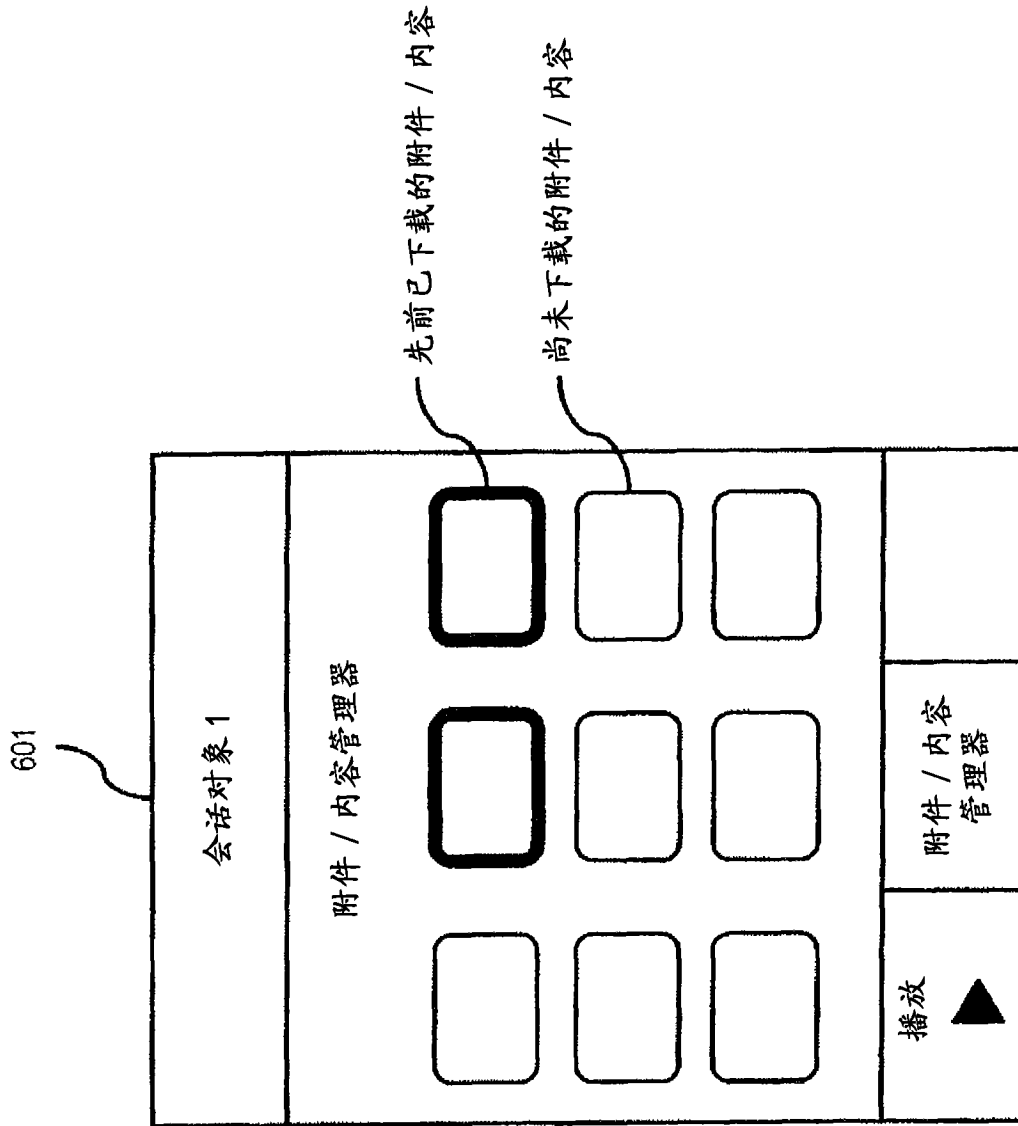 601
会话对象 1
附件 / 内容管理器
先前已下载的附件 / 内容
尚未下载的附件 / 内容
播放
附件 / 内容
管理器